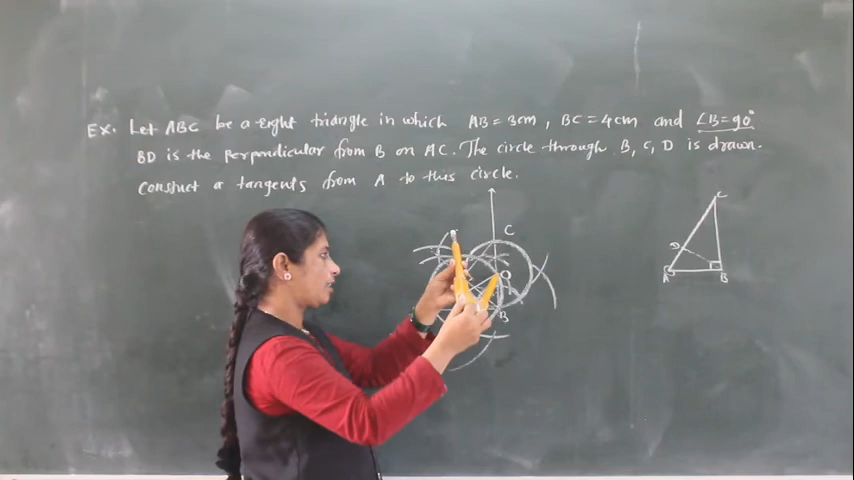 Ex. Let ABC be a right triangle in which AB = 3cm, BC = 4cm and ∠B = 90°
BD is the perpendicular from B on AC. The circle through B, C, D is drawn.
Construct a tangents from A to this circle.
C
O
B
C
D
A B